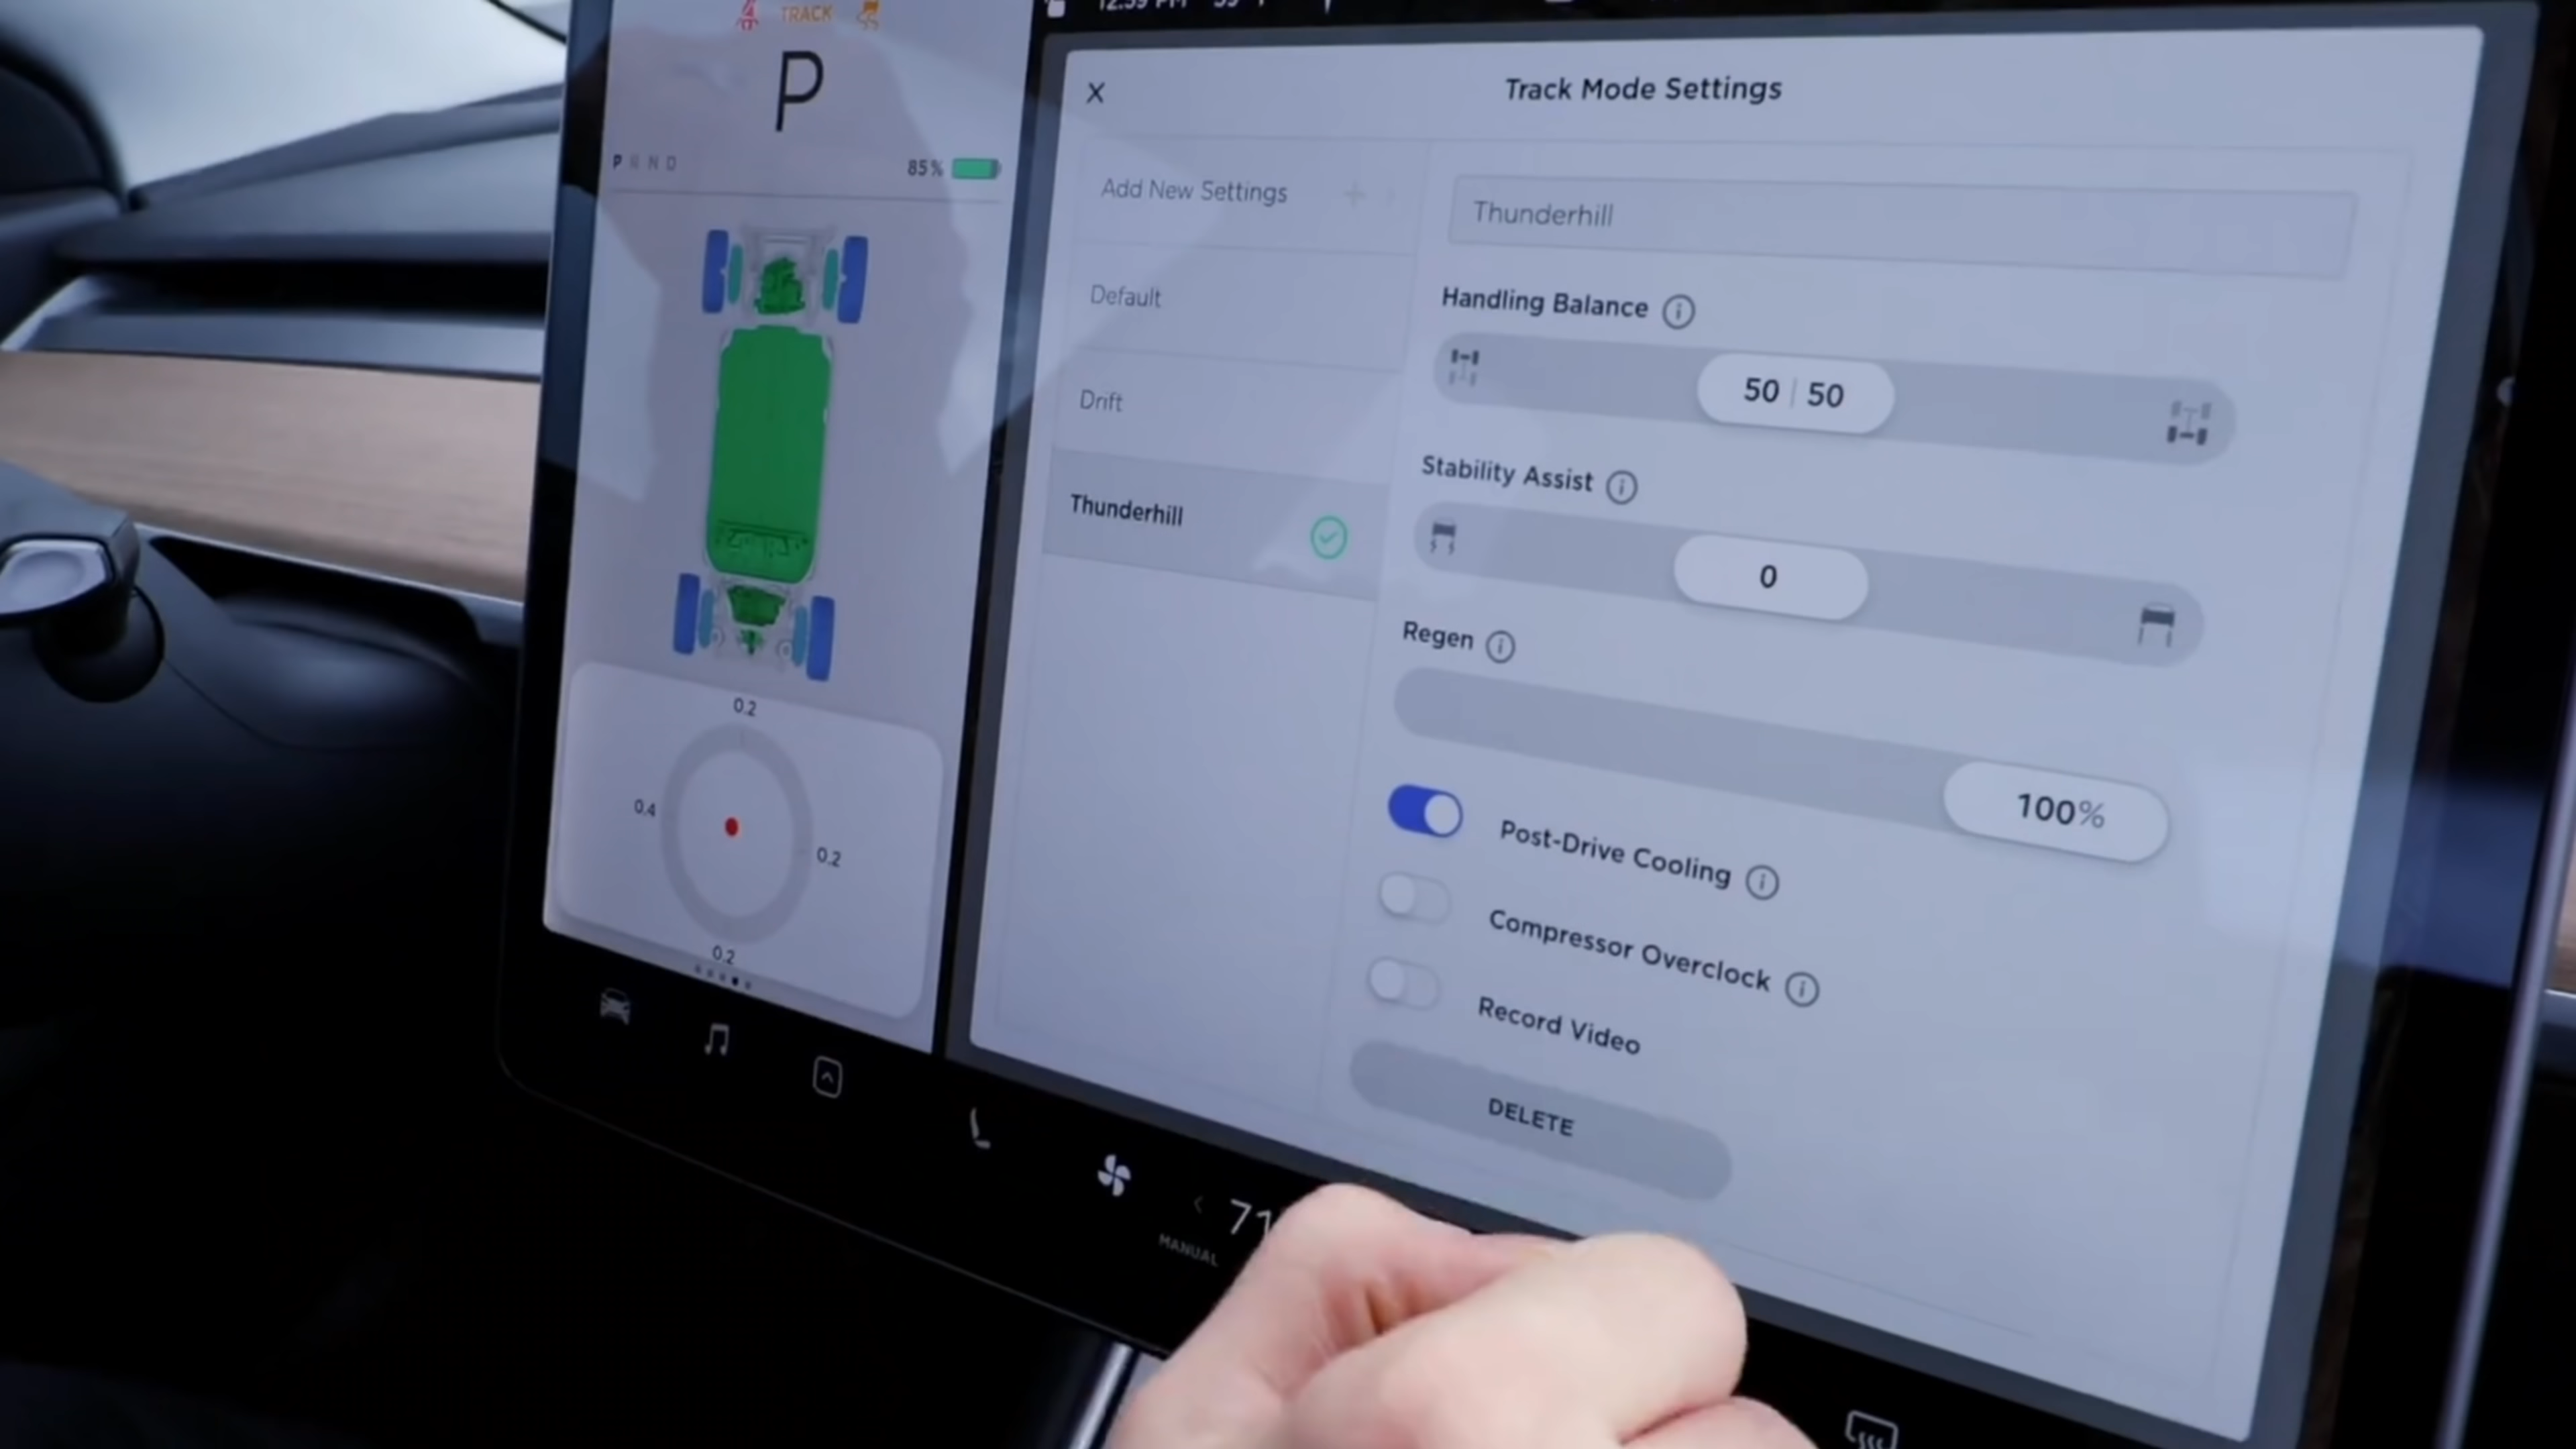 TRACK
P
P R N D
85%
0.2
0.4
0.2
0.2
MANUAL
Track Mode Settings
Add New Settings +
Default
Drift
Thunderhill
Thunderhill
Handling Balance
50 | 50
Stability Assist
0
Regen
100%
Post-Drive Cooling
Compressor Overclock
Record Video
DELETE